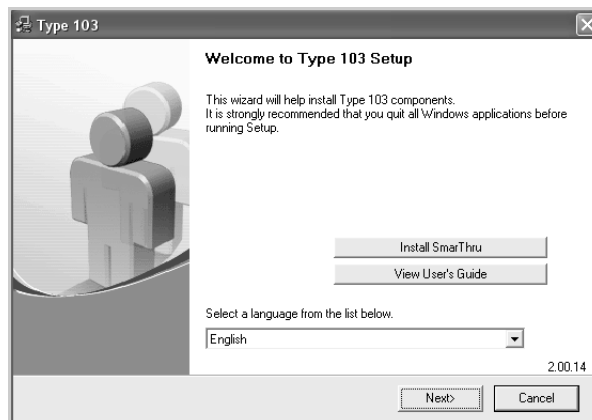 Type 103
Welcome to Type 103 Setup
This wizard will help install Type 103 components.
It is strongly recommended that you quit all Windows applications before
running Setup.
Install SmarThru
View User's Guide
Select a language from the list below.
English
2.00.14
Next>
Cancel